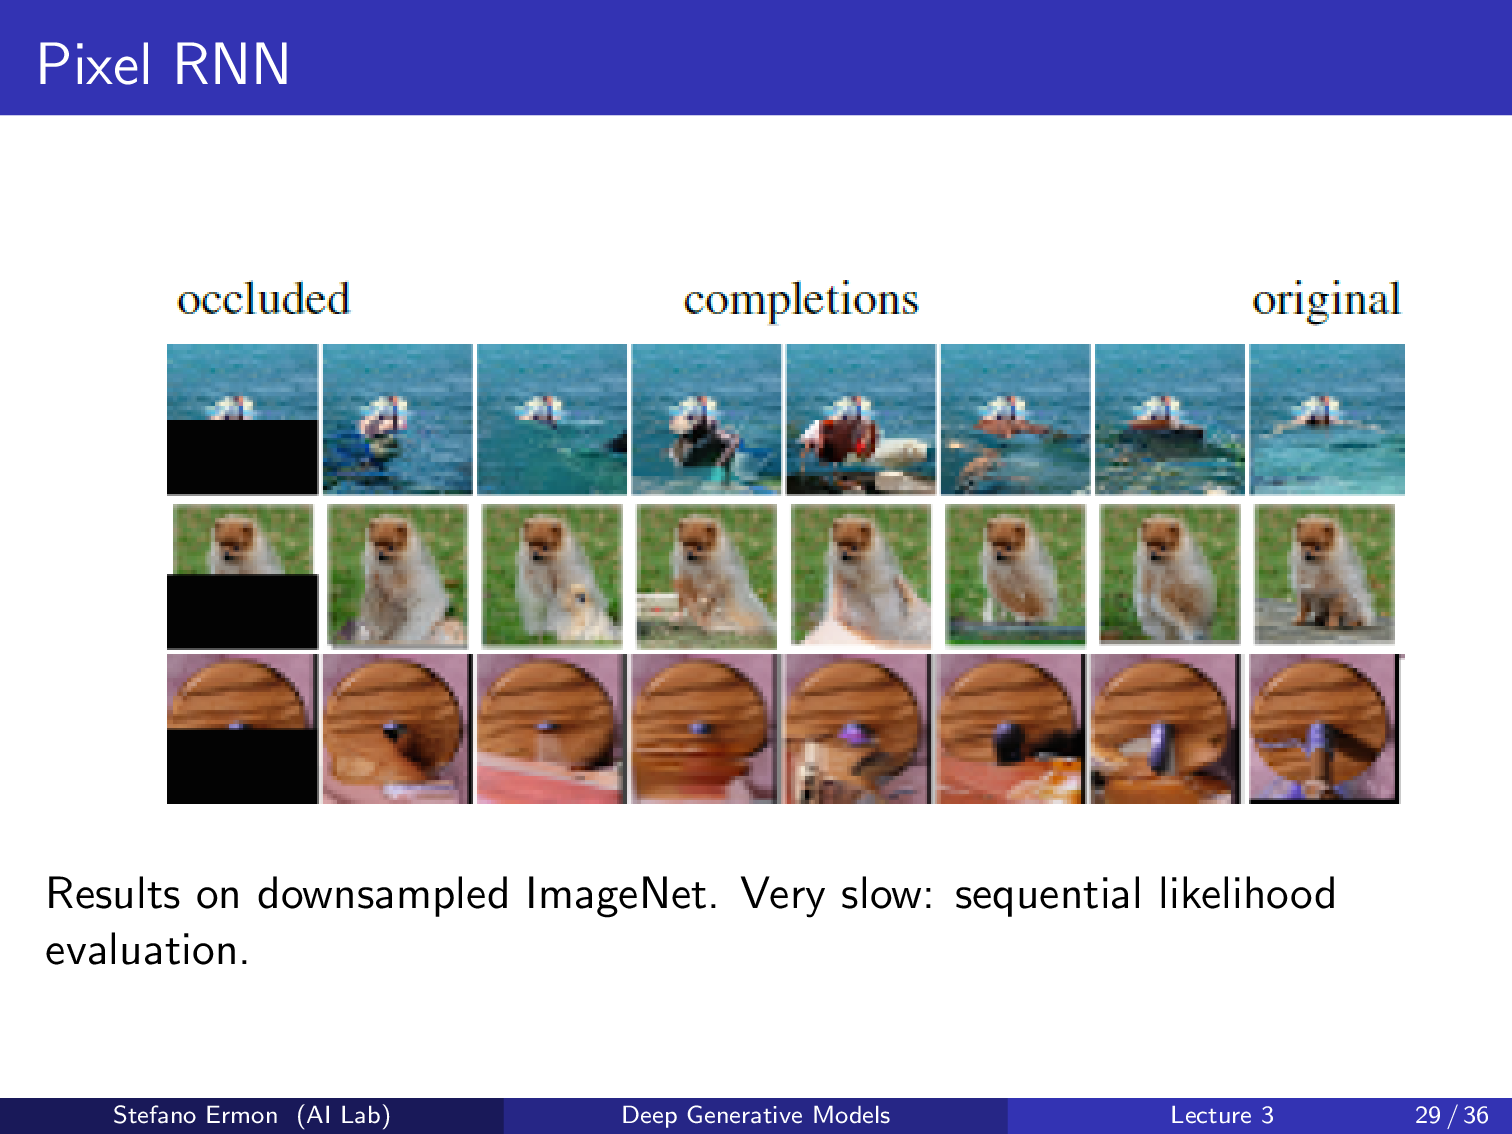 Pixel RNN
occluded completions original
Results on downsampled ImageNet. Very slow: sequential likelihood
evaluation.
Stefano Ermon (AI Lab) Deep Generative Models Lecture 3 29 / 36